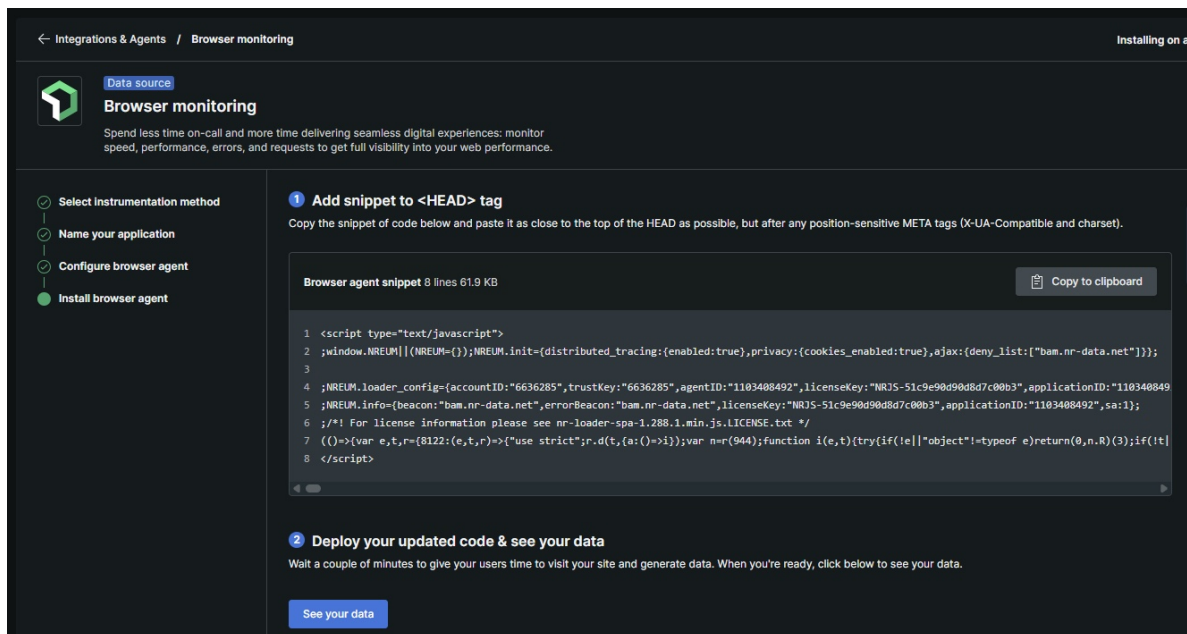 ← Integrations & Agents / Browser monitoring
Installing on a
Data source
Browser monitoring
Spend less time on-call and more time delivering seamless digital experiences: monitor
speed, performance, errors, and requests to get full visibility into your web performance.
Select instrumentation method
Name your application
Configure browser agent
Install browser agent
1 Add snippet to <HEAD> tag
Copy the snippet of code below and paste it as close to the top of the HEAD as possible, but after any position-sensitive META tags (X-UA-Compatible and charset).
Browser agent snippet 8 lines 61.9 KB
Copy to clipboard
1 <script type="text/javascript">
2 ;window.NREUM||(NREUM={});NREUM.init={distributed_tracing:{enabled:true},privacy:{cookies_enabled:true},ajax:{deny_list:["bam.nr-data.net"]}};
3
4 ;NREUM.loader_config={accountID:"6636285",trustKey:"6636285",agentID:"1103408492",licenseKey:"NRJS-51c9e90d90d8d7c00b3",applicationID:"110340849
5 ;NREUM.info={beacon:"bam.nr-data.net",errorBeacon:"bam.nr-data.net",licenseKey:"NRJS-51c9e90d90d8d7c00b3",applicationID:"1103408492",sa:1};
6 ;/*! For license information please see nr-loader-spa-1.288.1.min.js.LICENSE.txt */
7 (()=>{var e,t,r={8122:(e,t,r)=>{"use strict";r.d(t,{a:()=>i});var n=r(944);function i(e,t){try{if(!e||"object"!=typeof e)return(0,n.R)(3);if(!t|
8 </script>
2 Deploy your updated code & see your data
Wait a couple of minutes to give your users time to visit your site and generate data. When you're ready, click below to see your data.
See your data